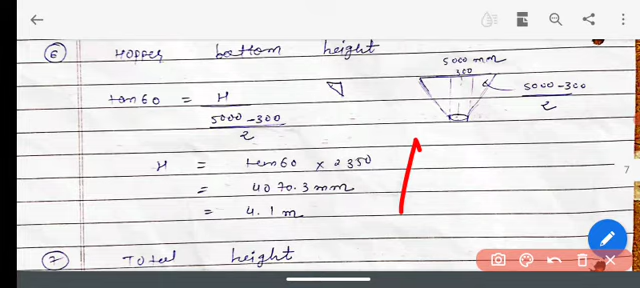 6 Hopper bottom height
5000 mm
300
tan 60 = H / (5000 - 300 / 2)
5000 - 300 / 2
H = tan 60 × 2350
= 4070.3 mm
= 4.1 m
7
7 Total height